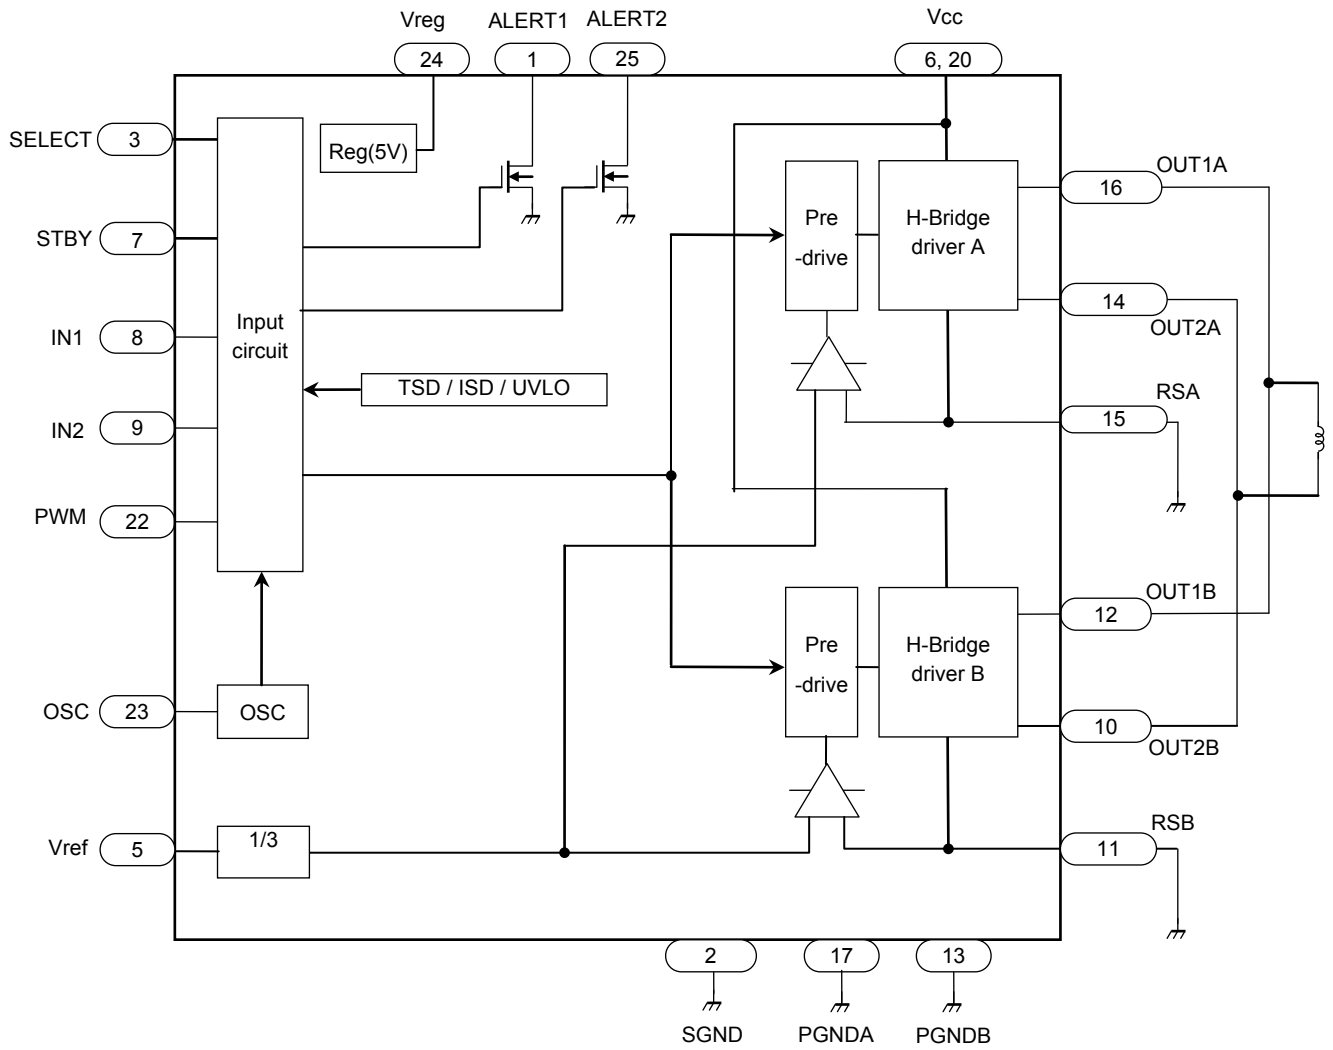 Vreg
ALERT1
ALERT2
Vcc
24
1
25
6, 20
SELECT
3
Reg(5V)
OUT1A
16
STBY
7
Pre
-drive
H-Bridge
driver A
14
OUT2A
IN1
8
Input
circuit
TSD / ISD / UVLO
RSA
15
IN2
9
PWM
22
OUT1B
12
Pre
-drive
H-Bridge
driver B
OSC
23
OSC
10
OUT2B
Vref
5
1/3
RSB
11
2
17
13
SGND
PGNDA
PGNDB